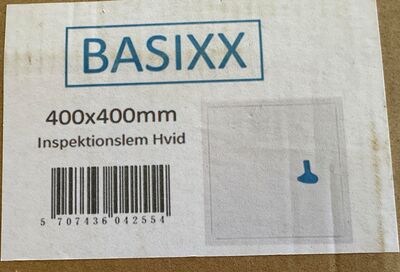 BASIXX
400x400mm
Inspektionslem Hvid
5 707436 042554